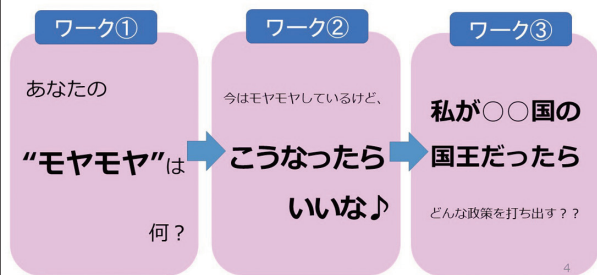 ワーク①
あなたの
“モヤモヤ”は
何？
ワーク②
今はモヤモヤしているけど、
こうなったら
いいな♪
ワーク③
私が○○国の
国王だったら
どんな政策を打ち出す？？
4